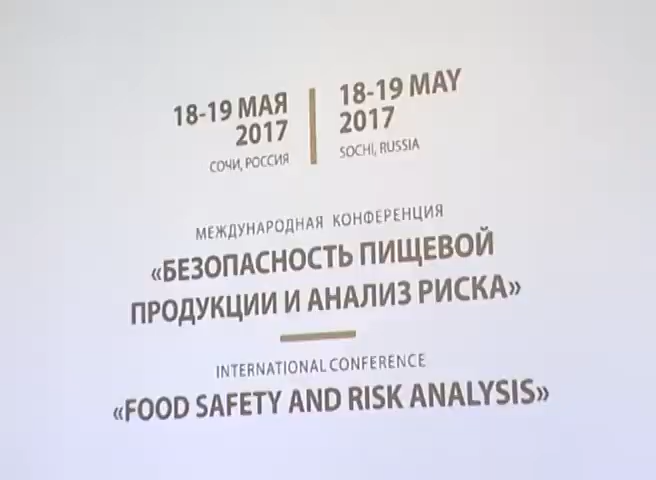 18-19 МАЯ
2017
СОЧИ, РОССИЯ
18-19 MAY
2017
SOCHI, RUSSIA
МЕЖДУНАРОДНАЯ КОНФЕРЕНЦИЯ
«БЕЗОПАСНОСТЬ ПИЩЕВОЙ
ПРОДУКЦИИ И АНАЛИЗ РИСКА»
INTERNATIONAL CONFERENCE
«FOOD SAFETY AND RISK ANALYSIS»